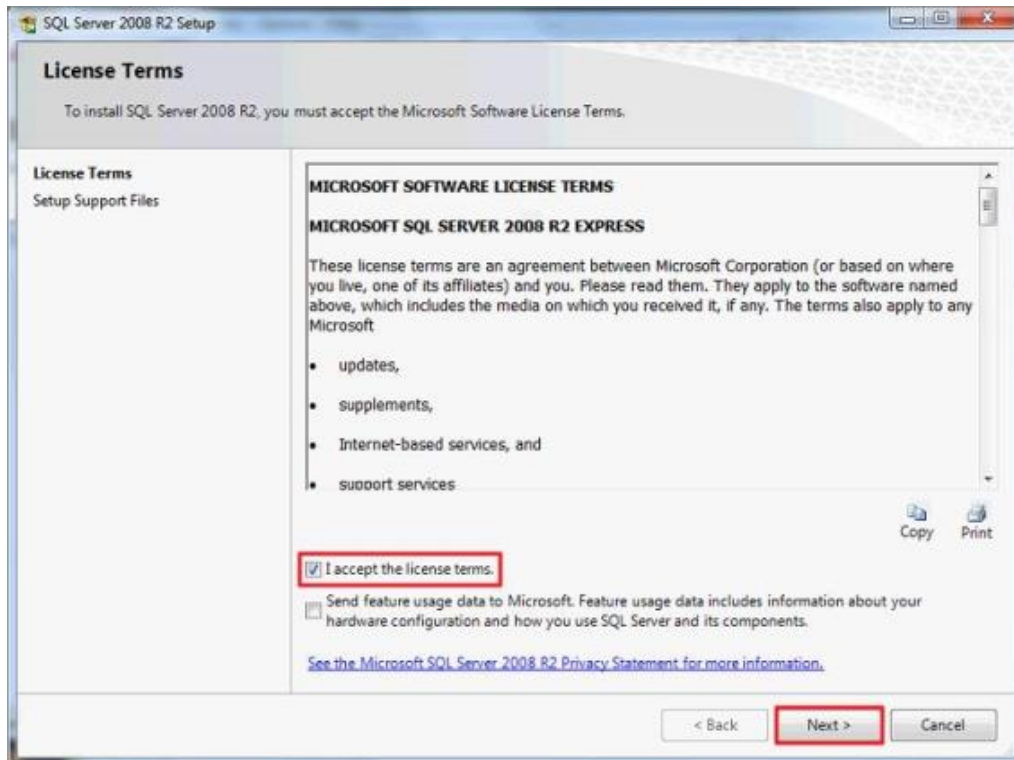 SQL Server 2008 R2 Setup
License Terms
To install SQL Server 2008 R2, you must accept the Microsoft Software License Terms.
License Terms
Setup Support Files
MICROSOFT SOFTWARE LICENSE TERMS
MICROSOFT SQL SERVER 2008 R2 EXPRESS
These license terms are an agreement between Microsoft Corporation (or based on where
you live, one of its affiliates) and you. Please read them. They apply to the software named
above, which includes the media on which you received it, if any. The terms also apply to any
Microsoft
• updates,
• supplements,
• Internet-based services, and
• support services
Copy Print
I accept the license terms.
Send feature usage data to Microsoft. Feature usage data includes information about your
hardware configuration and how you use SQL Server and its components.
See the Microsoft SQL Server 2008 R2 Privacy Statement for more information.
< Back Next > Cancel